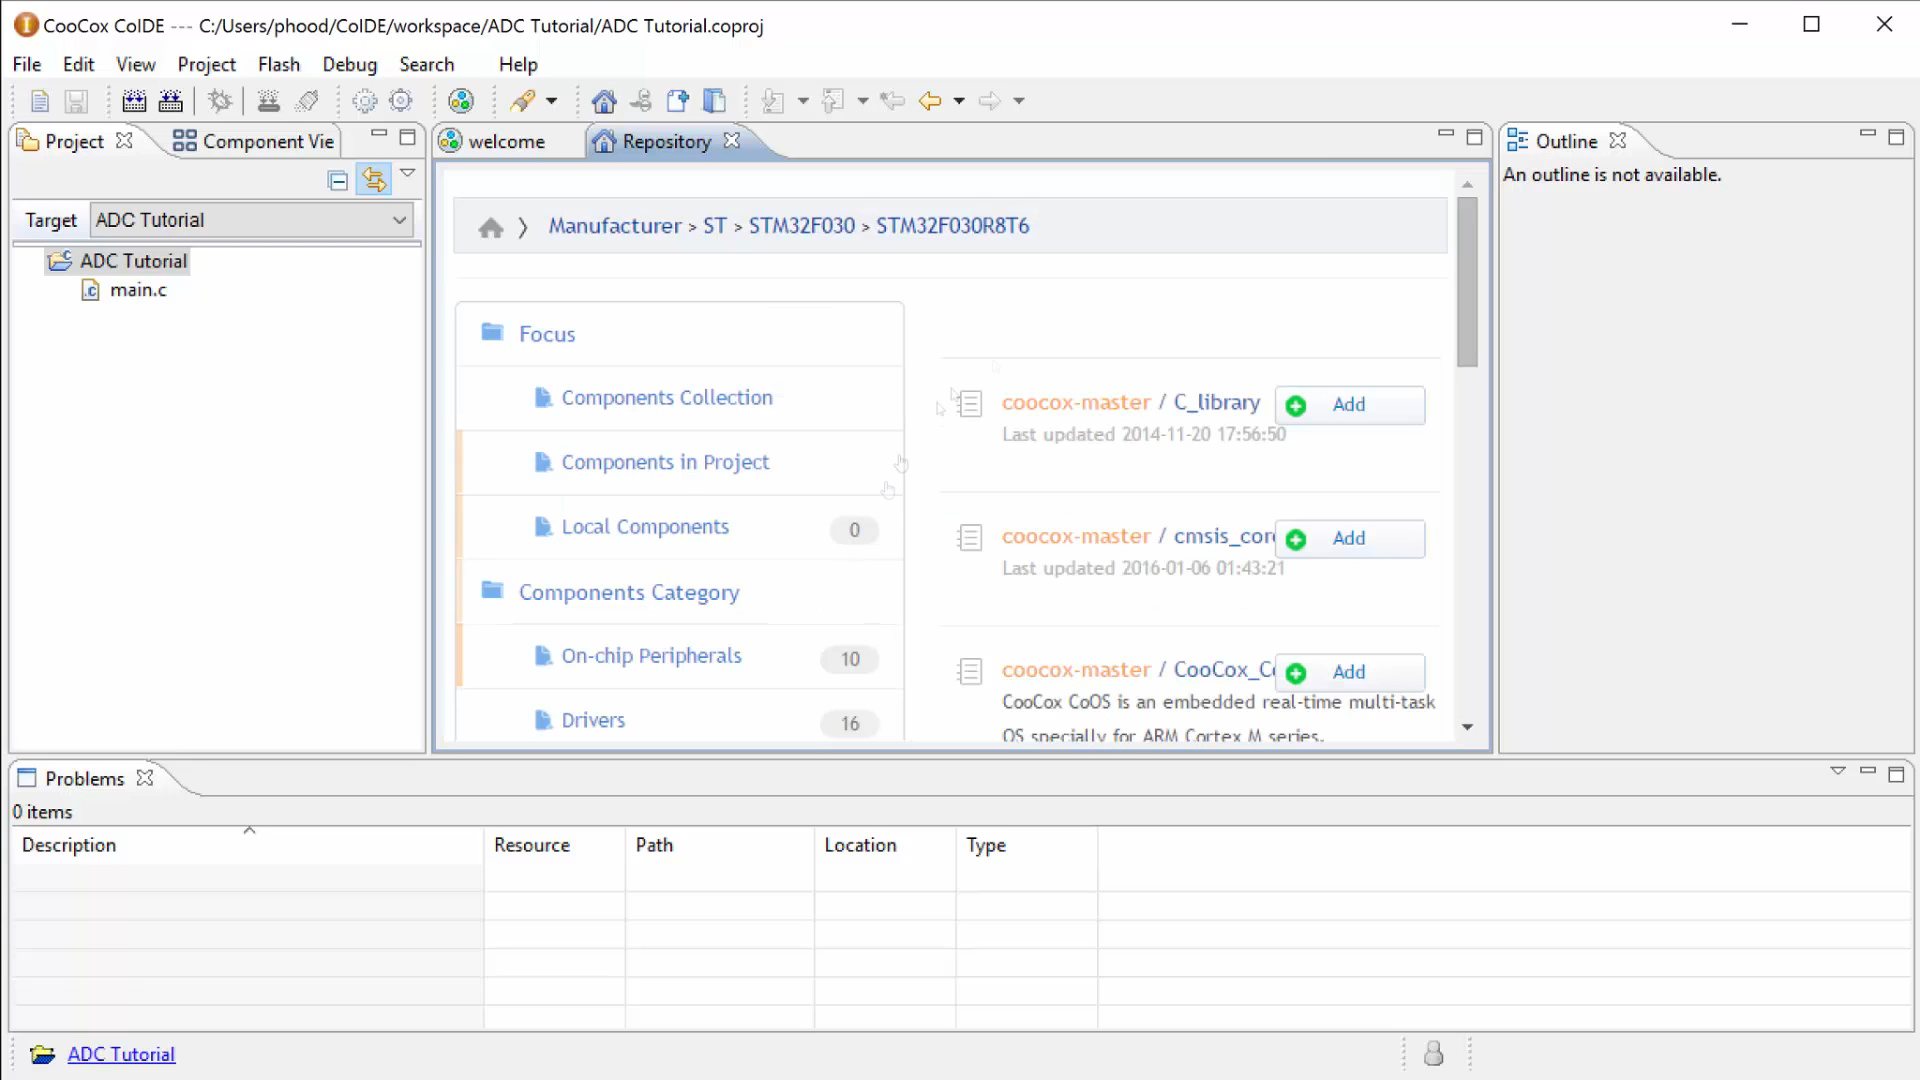 CooCox CoIDE --- C:/Users/phood/CoIDE/workspace/ADC Tutorial/ADC Tutorial.coproj
File Edit View Project Flash Debug Search Help
Project Component Vie
welcome Repository
Outline
An outline is not available.
Target ADC Tutorial
ADC Tutorial
main.c
Manufacturer > ST > STM32F030 > STM32F030R8T6
Focus
Components Collection
Components in Project
Local Components 0
Components Category
On-chip Peripherals 10
Drivers 16
coocox-master / C_library Add
Last updated 2014-11-20 17:56:50
coocox-master / cmsis_core Add
Last updated 2016-01-06 01:43:21
coocox-master / CooCox_Co Add
CooCox CoOS is an embedded real-time multi-task
OS specially for ARM Cortex M series.
Problems
0 items
Description Resource Path Location Type
ADC Tutorial